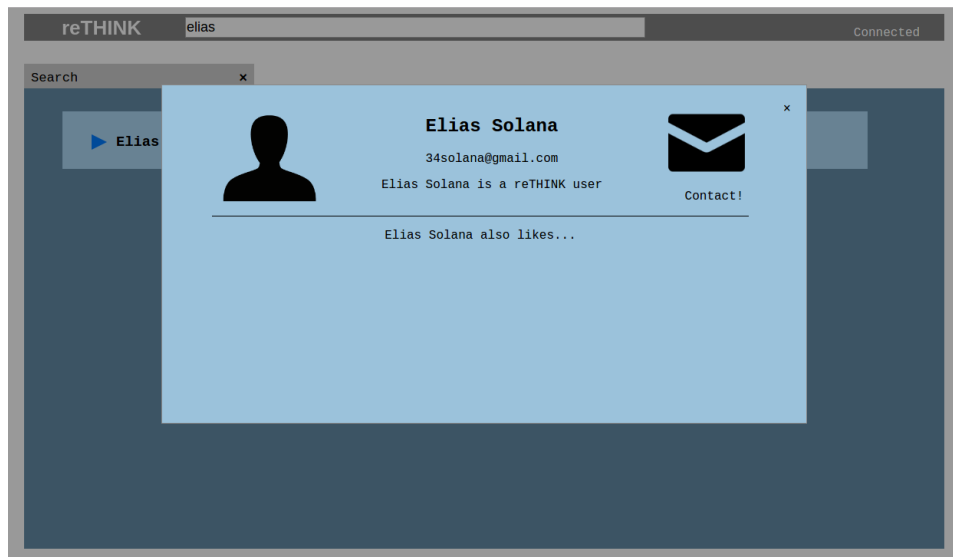 reTHINK
elias
Connected
Search ×
Elias
×
Elias Solana
34solana@gmail.com
Elias Solana is a reTHINK user
Contact!
Elias Solana also likes...